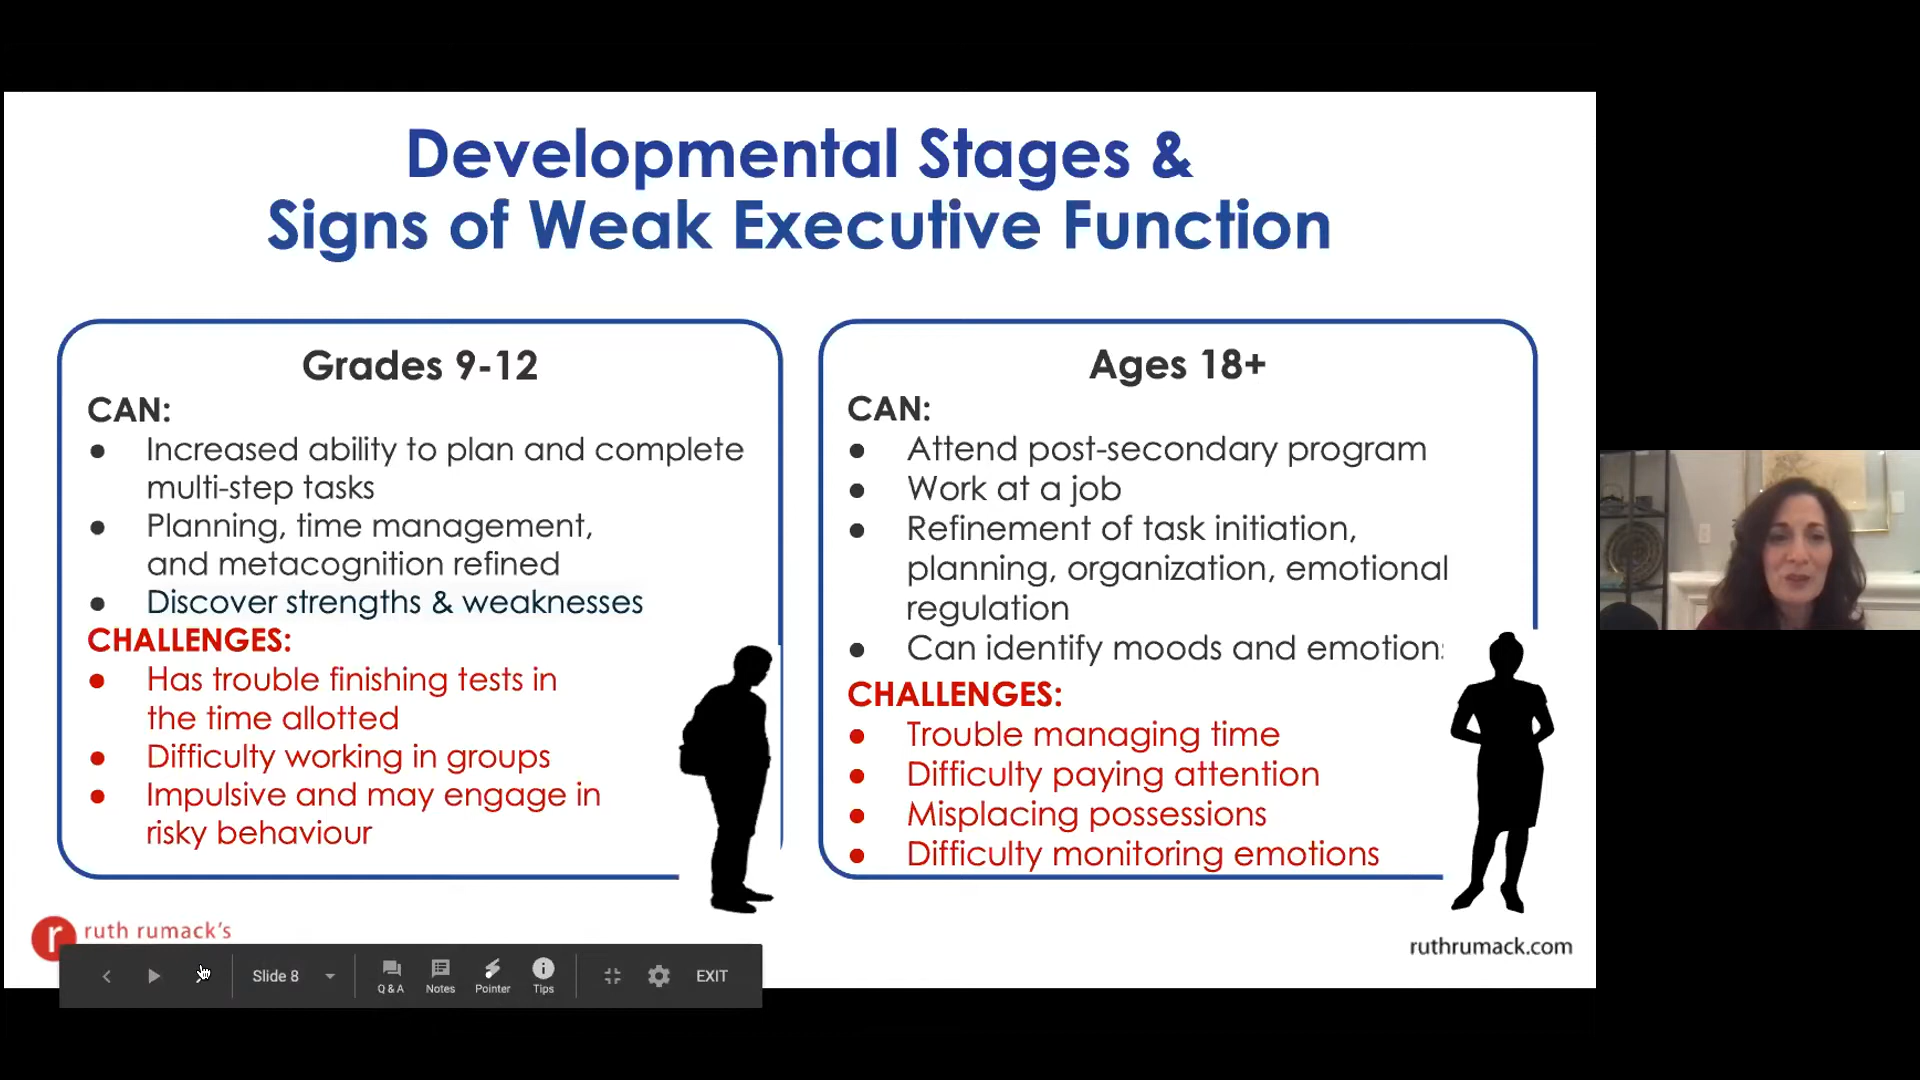 Developmental Stages &
Signs of Weak Executive Function
Grades 9-12
CAN:
● Increased ability to plan and complete
multi-step tasks
● Planning, time management,
and metacognition refined
● Discover strengths & weaknesses
CHALLENGES:
● Has trouble finishing tests in
the time allotted
● Difficulty working in groups
● Impulsive and may engage in
risky behaviour
Ages 18+
CAN:
● Attend post-secondary program
● Work at a job
● Refinement of task initiation,
planning, organization, emotional
regulation
● Can identify moods and emotions
CHALLENGES:
● Trouble managing time
● Difficulty paying attention
● Misplacing possessions
● Difficulty monitoring emotions
r ruth rumack's
ruthrumack.com
Slide 8
Q & A
Notes
Pointer
Tips
EXIT